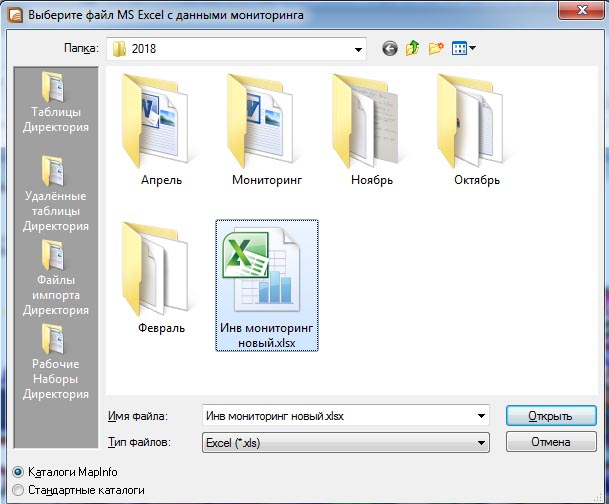 Выберите файл MS Excel с данными мониторинга
Папка: 2018
Таблицы
Директория
Удалённые
таблицы
Директория
Файлы
импорта
Директория
Рабочие
Наборы
Директория
Апрель Мониторинг Ноябрь Октябрь
Февраль Инв мониторинг
новый.xlsx
Имя файла: Инв мониторинг новый.xlsx Открыть
Тип файлов: Excel (*.xls) Отмена
Каталоги MapInfo
Стандартные каталоги